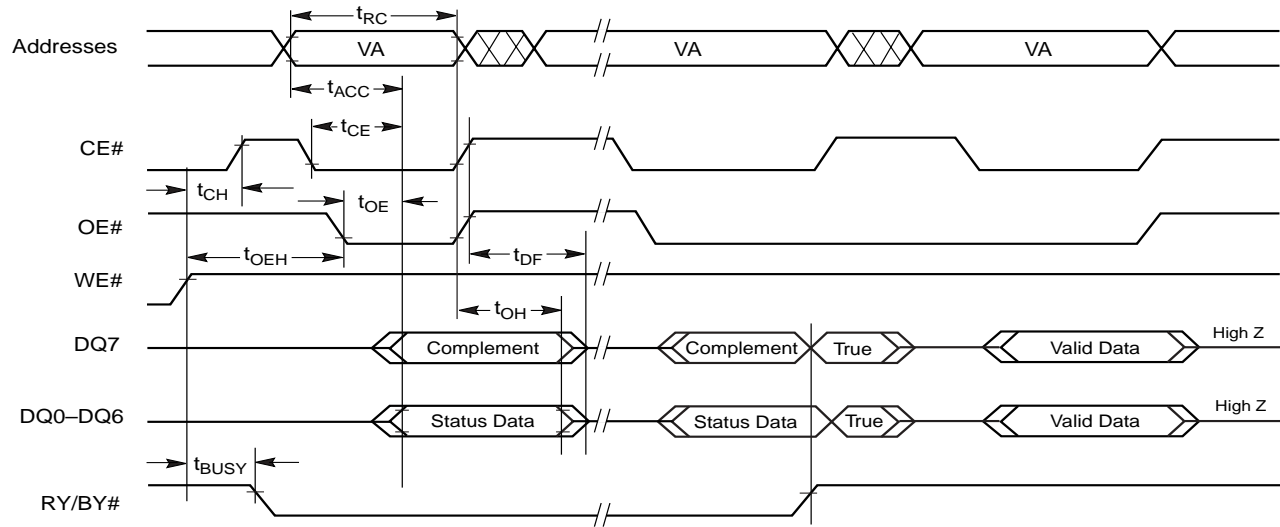 tRC
Addresses VA VA VA
tACC
tCE
CE#
tCH tOE
OE#
tOEH tDF
WE#
tOH
DQ7 Complement Complement True Valid Data High Z
DQ0–DQ6 Status Data Status Data True Valid Data High Z
tBUSY
RY/BY#